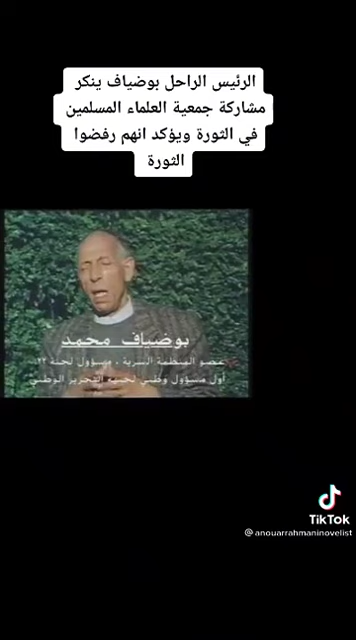 الرئيس الراحل بوضياف ينكر
مشاركة جمعية العلماء المسلمين
في الثورة ويؤكد انهم رفضوا
الثورة
بوضياف محمد
عضو المنظمة السرية ، مسؤول لجنة ٢٢
أول مسؤول وطني لجبهة التحرير الوطني
TikTok
@anouarrahmaninovelist